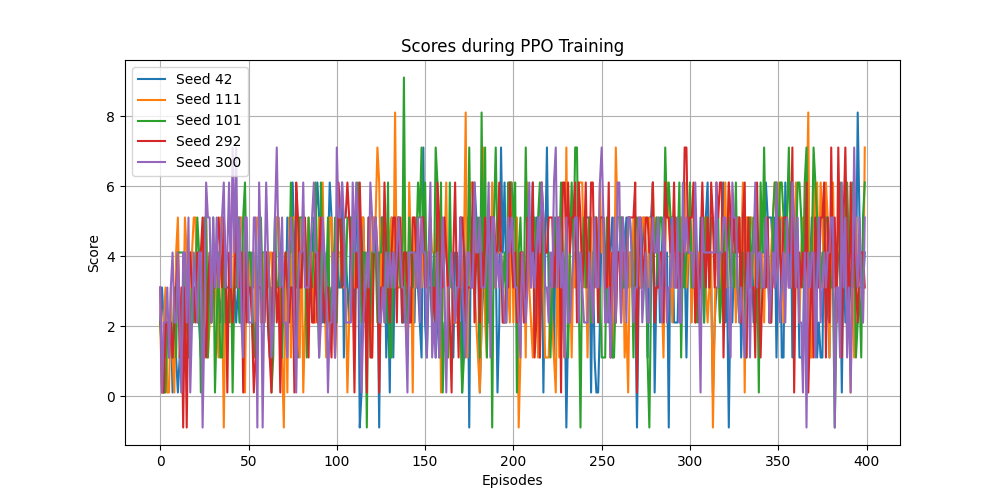 Scores during PPO Training
Seed 42
Seed 111
Seed 101
Seed 292
Seed 300
Score
8
6
4
2
0
0 50 100 150 200 250 300 350 400
Episodes